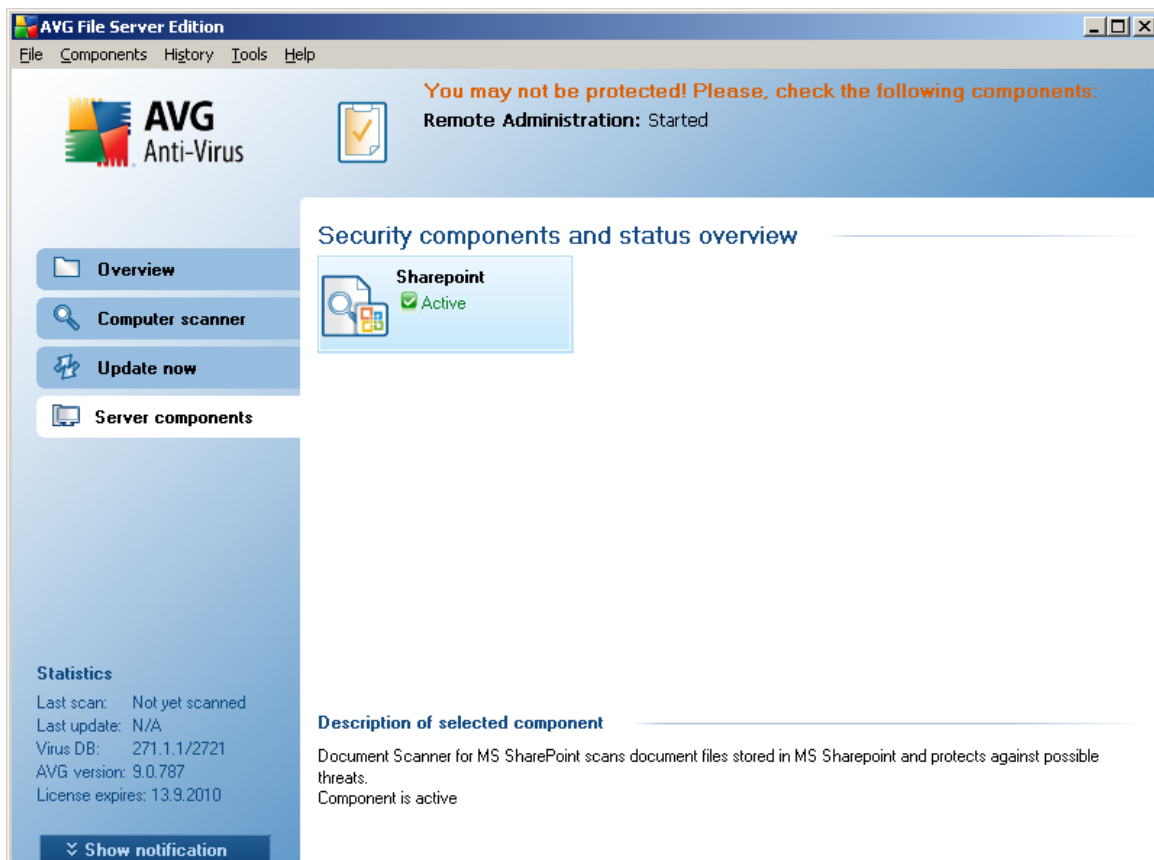 AVG File Server Edition
File Components History Tools Help
You may not be protected! Please, check the following components:
Remote Administration: Started
AVG
Anti-Virus
Overview
Computer scanner
Update now
Server components
Security components and status overview
Sharepoint
Active
Statistics
Last scan: Not yet scanned
Last update: N/A
Virus DB: 271.1.1/2721
AVG version: 9.0.787
License expires: 13.9.2010
Show notification
Description of selected component
Document Scanner for MS SharePoint scans document files stored in MS Sharepoint and protects against possible
threats.
Component is active